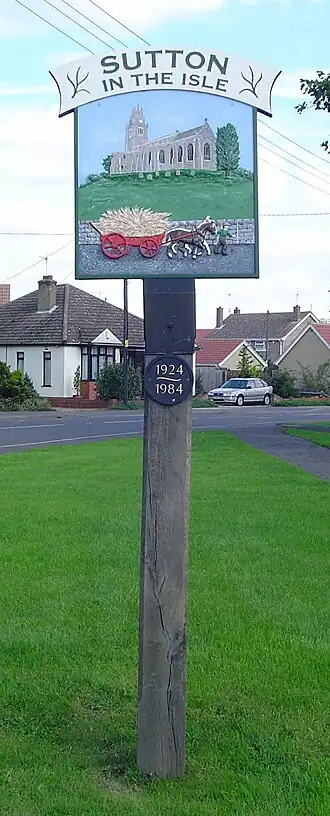 SUTTON
IN THE ISLE
1924
1984